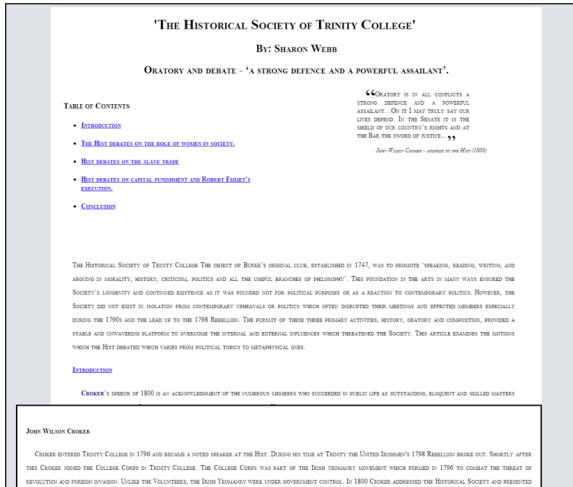 'The Historical Society of Trinity College'
By: Sharon Webb
Oratory and debate - 'a strong defence and a powerful assailant'.
“Oratory is in all conflicts a
strong defence and a powerful
assailant...On it I may truly say our
lives depend. In the Senate it is the
shield of our country's rights and at
the Bar the sword of justice...”
John Wilson Croker - address to the Hist (1800)
Table of Contents
Introduction
The Hist debates on the role of women in society.
Hist debates on the slave trade
Hist debates on capital punishment and Robert Emmet's
execution.
Conclusion
The Historical Society of Trinity College The object of Burke's original club, established in 1747, was to promote 'speaking, reading, writing, and
arguing in morality, history, criticism, politics and all the useful branches of philosophy'. This foundation in the arts in many ways ensured the
Society's longevity and continued existence as it was founded not for political purposes or as a reaction to contemporary politics. However, the
Society did not exist in isolation from contemporary upheavals or politics which often disrupted their meetings and effected members especially
during the 1790s and the lead up to the 1798 Rebellion. The pursuit of these three primary activities, history, oratory and composition, provided a
stable and unwavering platform to overcome the internal and external influences which threatened the Society. This article examines the motions
which the Hist debated which varies from political topics to metaphysical ones.
Introduction
Croker's speech of 1800 is an acknowledgment of the numerous members who succeeded in public life as outstanding, eloquent and skilled masters
John Wilson Croker
Croker entered Trinity College in 1796 and became a noted speaker at the Hist. During his time at Trinity the United Irishmen's 1798 Rebellion broke out. Shortly after
this Croker joined the College Corps in Trinity College. The College Corps was part of the Irish Yeomanry movement which formed in 1796 to combat the threat of
revolution and foreign invasion. Unlike the Volunteers, the Irish Yeomanry were under government control. In 1800 Croker addressed the Historical Society and presented